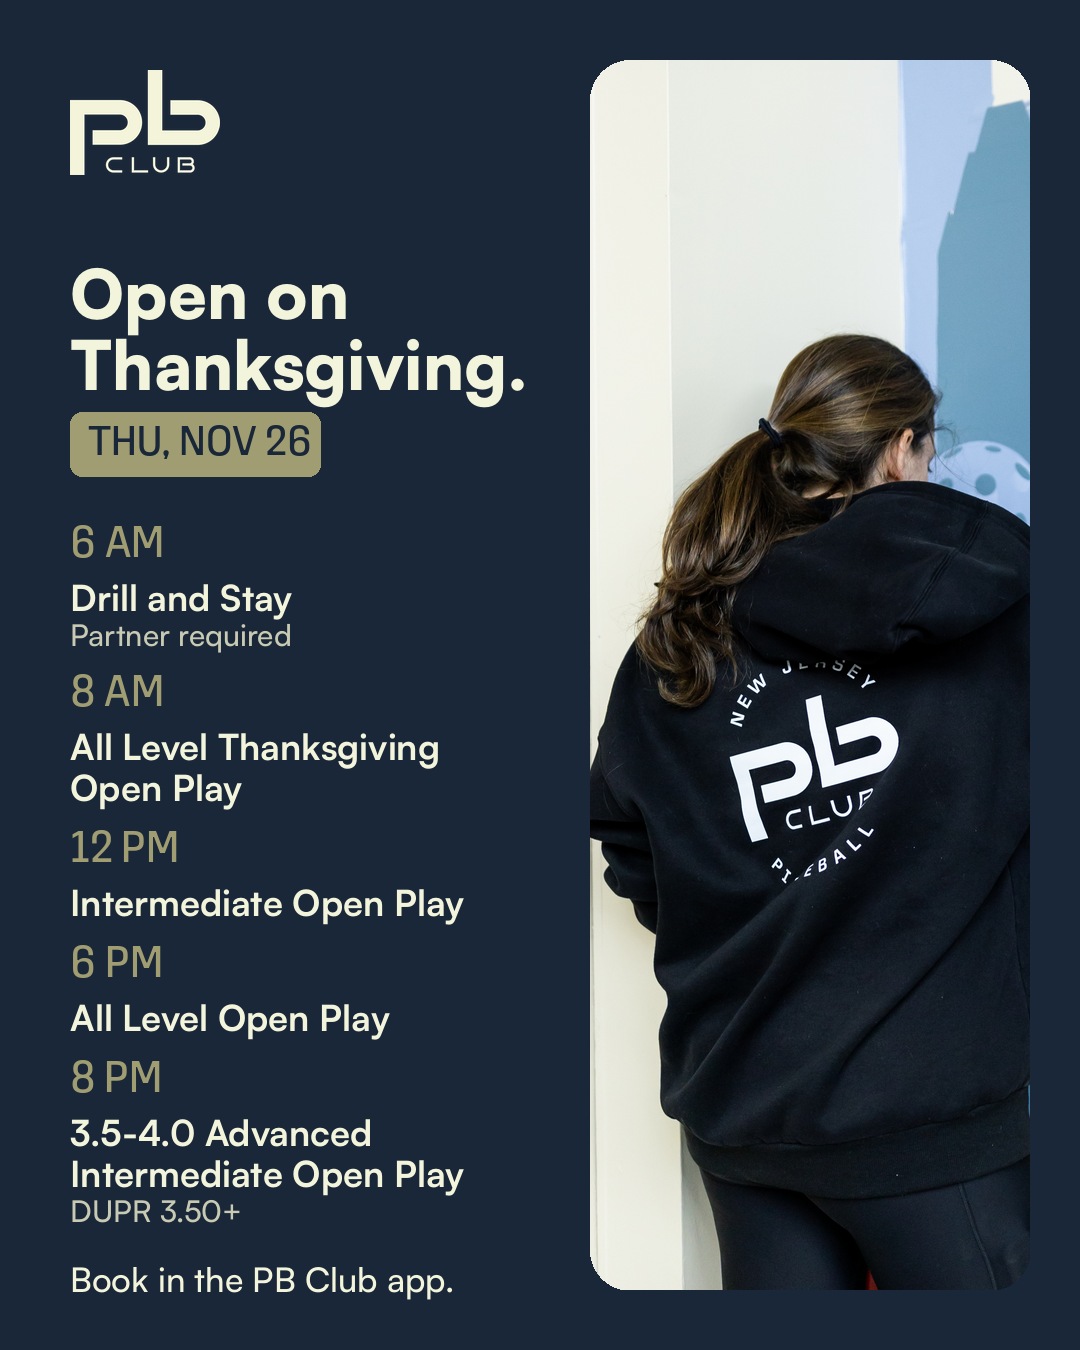 pb
CLUB
Open on
Thanksgiving.
THU, NOV 26
6 AM
Drill and Stay
Partner required
8 AM
All Level Thanksgiving
Open Play
12 PM
Intermediate Open Play
6 PM
All Level Open Play
8 PM
3.5-4.0 Advanced
Intermediate Open Play
DUPR 3.50+
Book in the PB Club app.
NEW JERSEY
pb
CLUB